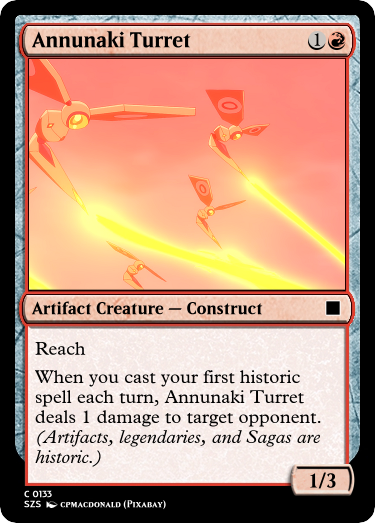 Annunaki Turret 1
Artifact Creature — Construct
Reach
When you cast your first historic
spell each turn, Annunaki Turret
deals 1 damage to target opponent.
(Artifacts, legendaries, and Sagas are
historic.)
1/3
C 0133
SZS CPMACDONALD (PIXABAY)